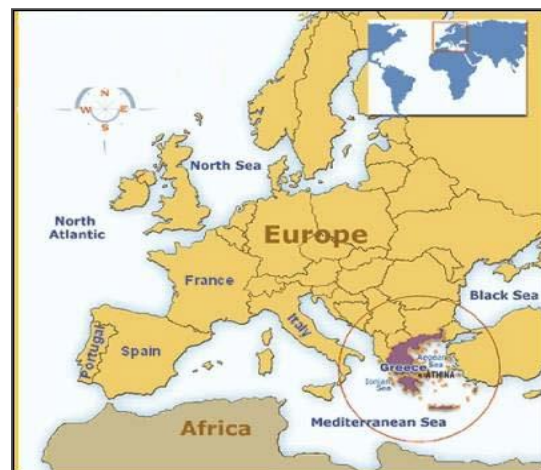 N
W E
S
North Sea
North
Atlantic
Europe
France
Black Sea
Italy
Portugal
Spain
Aegean
Sea
Greece
ATHINA
Ionian
Sea
Mediterranean Sea
Africa